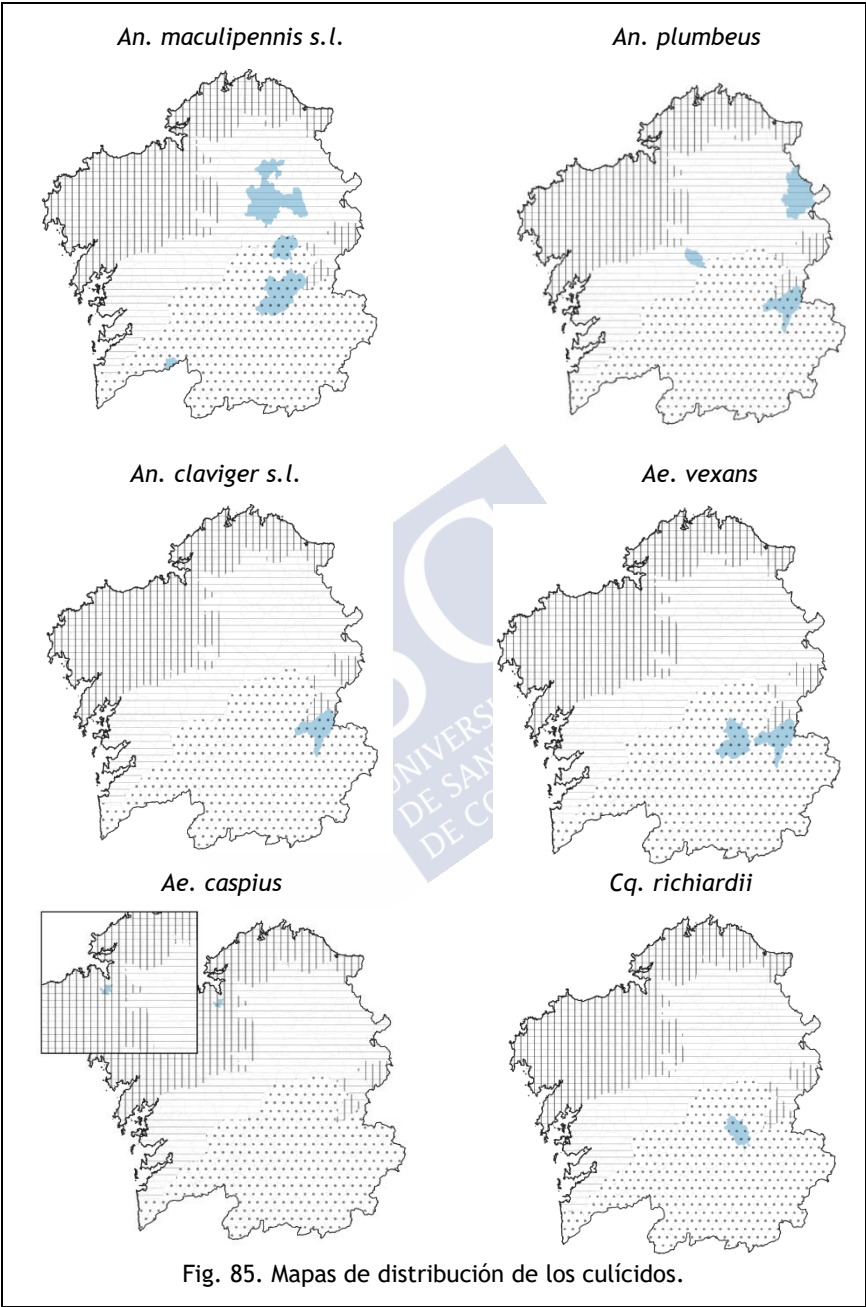 An. maculipennis s.l.
An. plumbeus
An. claviger s.l.
Ae. vexans
Ae. caspius
Cq. richiardii
Fig. 85. Mapas de distribución de los culícidos.